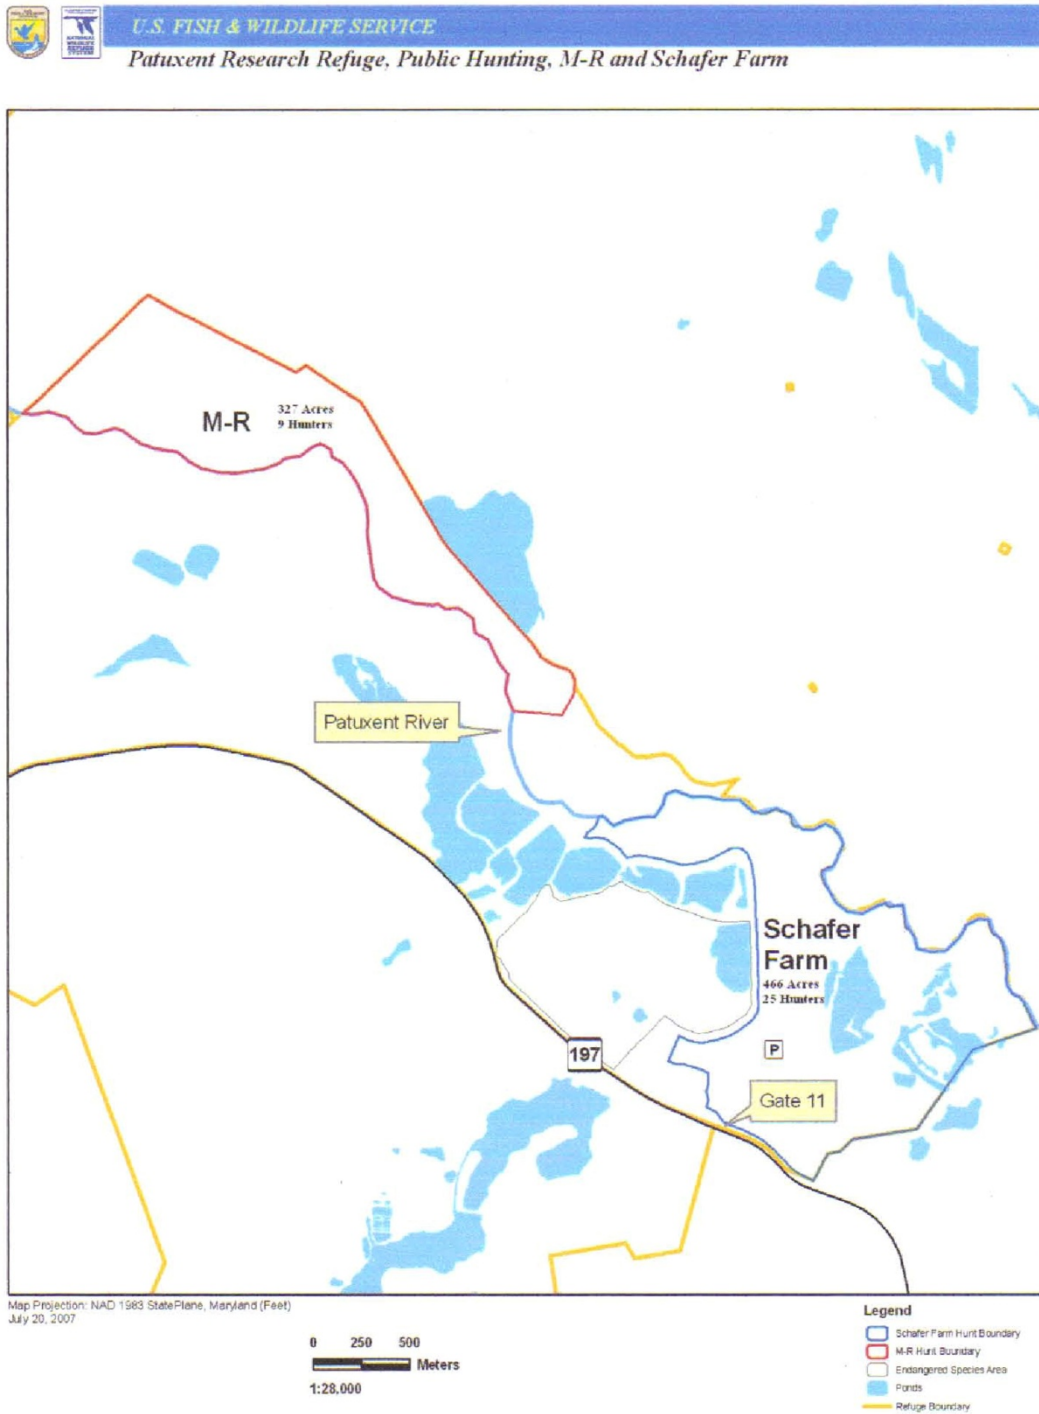 U.S. FISH & WILDLIFE SERVICE
Patuxent Research Refuge, Public Hunting, M-R and Schafer Farm
M-R
327 Acres
9 Hunters
Patuxent River
Schafer
Farm
466 Acres
25 Hunters
P
197
Gate 11
Map Projection: NAD 1983 StatePlane, Maryland (Feet)
July 20, 2007
0 250 500
Meters
1:28,000
Legend
Schafer Farm Hunt Boundary
M-R Hunt Boundary
Endangered Species Area
Ponds
Refuge Boundary